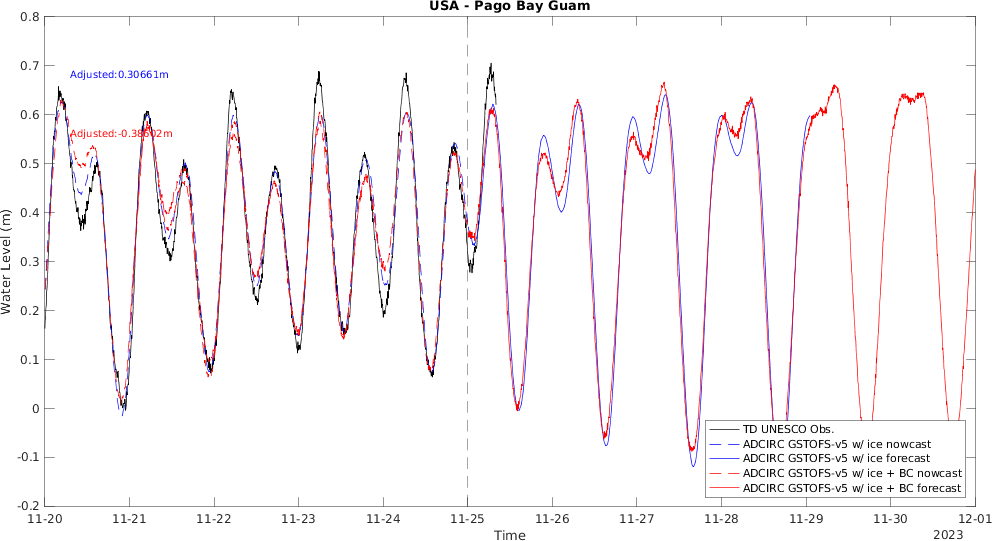 USA - Pago Bay Guam
0.8
0.7
0.6
0.5
0.4
0.3
0.2
0.1
0
-0.1
-0.2
Water Level (m)
Adjusted:0.30661m
TD UNESCO Obs.
ADCIRC GSTOFS-v5 w/ ice nowcast
ADCIRC GSTOFS-v5 w/ ice forecast
ADCIRC GSTOFS-v5 w/ ice + BC nowcast
ADCIRC GSTOFS-v5 w/ ice + BC forecast
11-20
11-21
11-22
11-23
11-24
11-25
11-26
11-27
11-28
11-29
11-30
12-01
Time
2023